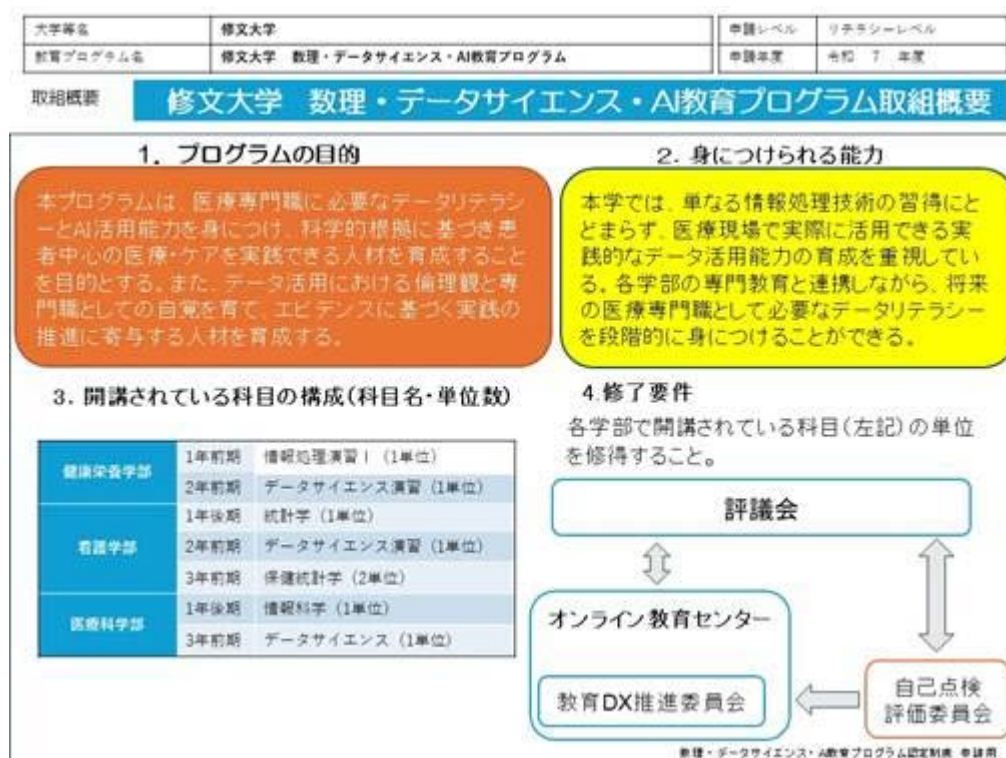 大学等名 修文大学 申請レベル リテラシーレベル
教育プログラム名 修文大学 数理・データサイエンス・AI教育プログラム 申請年度 令和 7 年度
取組概要 修文大学 数理・データサイエンス・AI教育プログラム取組概要
1. プログラムの目的
本プログラムは、医療専門職に必要なデータリテラシ
ーとAI活用能力を身につけ、科学的根拠に基づき患
者中心の医療・ケアを実践できる人材を育成すること
を目的とする。また、データ活用における倫理観と専
門職としての自覚を育て、エビデンスに基づく実践の
推進に寄与する人材を育成する。
2. 身につけられる能力
本学では、単なる情報処理技術の習得にと
どまらず、医療現場で実際に活用できる実
践的なデータ活用能力の育成を重視してい
る。各学部の専門教育と連携しながら、将来
の医療専門職として必要なデータリテラシー
を段階的に身につけることができる。
3. 開講されている科目の構成(科目名・単位数)
健康栄養学部 1年前期 情報処理演習Ⅰ (1単位)
2年前期 データサイエンス演習 (1単位)
看護学部 1年後期 統計学 (1単位)
2年前期 データサイエンス演習 (1単位)
3年前期 保健統計学 (2単位)
医療科学部 1年後期 情報科学 (1単位)
3年前期 データサイエンス (1単位)
4.修了要件
各学部で開講されている科目(左記)の単位
を修得すること。
評議会
オンライン教育センター
教育DX推進委員会
自己点検
評価委員会
数理・データサイエンス・AI教育プログラム認定制度 申請用